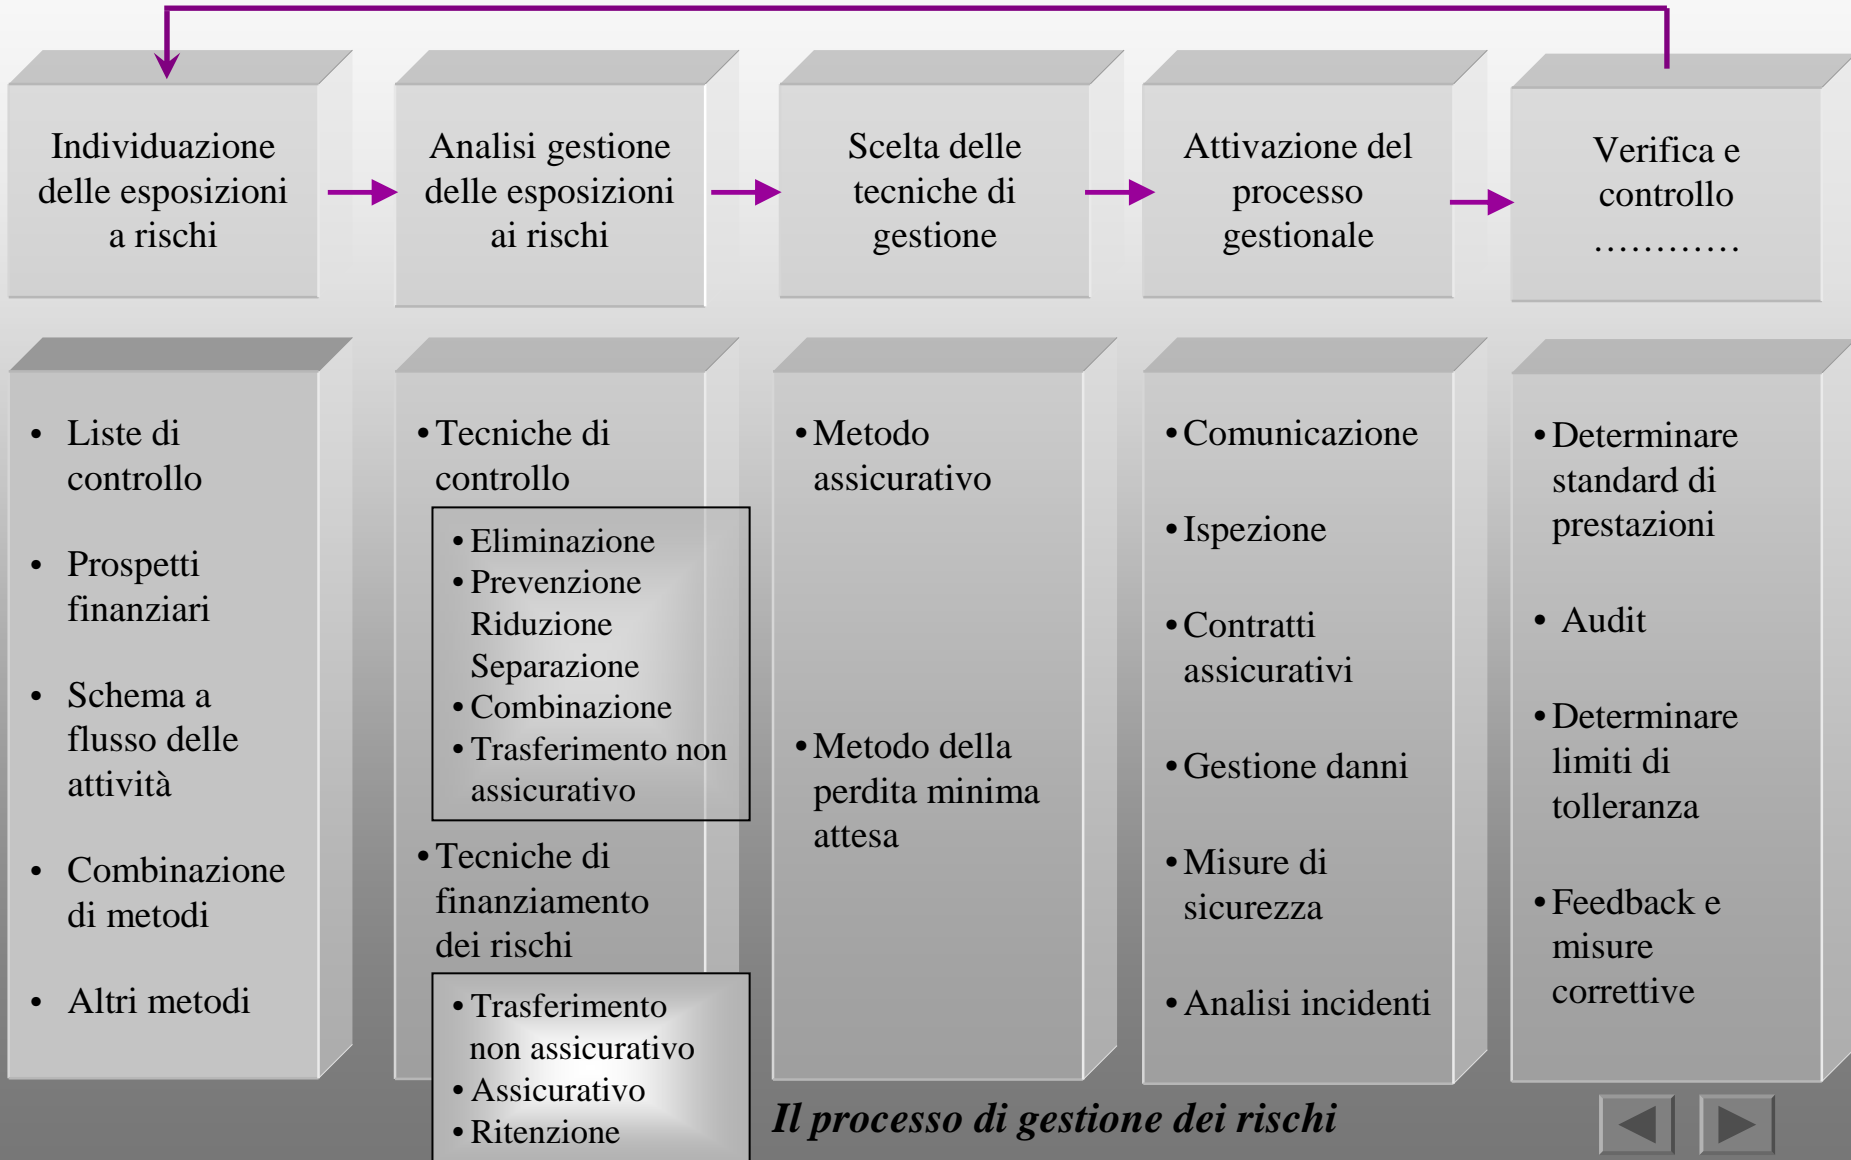 Individuazione
delle esposizioni
a rischi
Analisi gestione
delle esposizioni
ai rischi
Scelta delle
tecniche di
gestione
Attivazione del
processo
gestionale
Verifica e
controllo
…………
• Liste di
controllo
• Prospetti
finanziari
• Schema a
flusso delle
attività
• Combinazione
di metodi
• Altri metodi
• Tecniche di
controllo
• Eliminazione
• Prevenzione
Riduzione
Separazione
• Combinazione
• Trasferimento non
assicurativo
• Tecniche di
finanziamento
dei rischi
• Trasferimento
non assicurativo
• Assicurativo
• Ritenzione
• Metodo
assicurativo
• Metodo della
perdita minima
attesa
• Comunicazione
• Ispezione
• Contratti
assicurativi
• Gestione danni
• Misure di
sicurezza
• Analisi incidenti
• Determinare
standard di
prestazioni
• Audit
• Determinare
limiti di
tolleranza
• Feedback e
misure
correttive
Il processo di gestione dei rischi